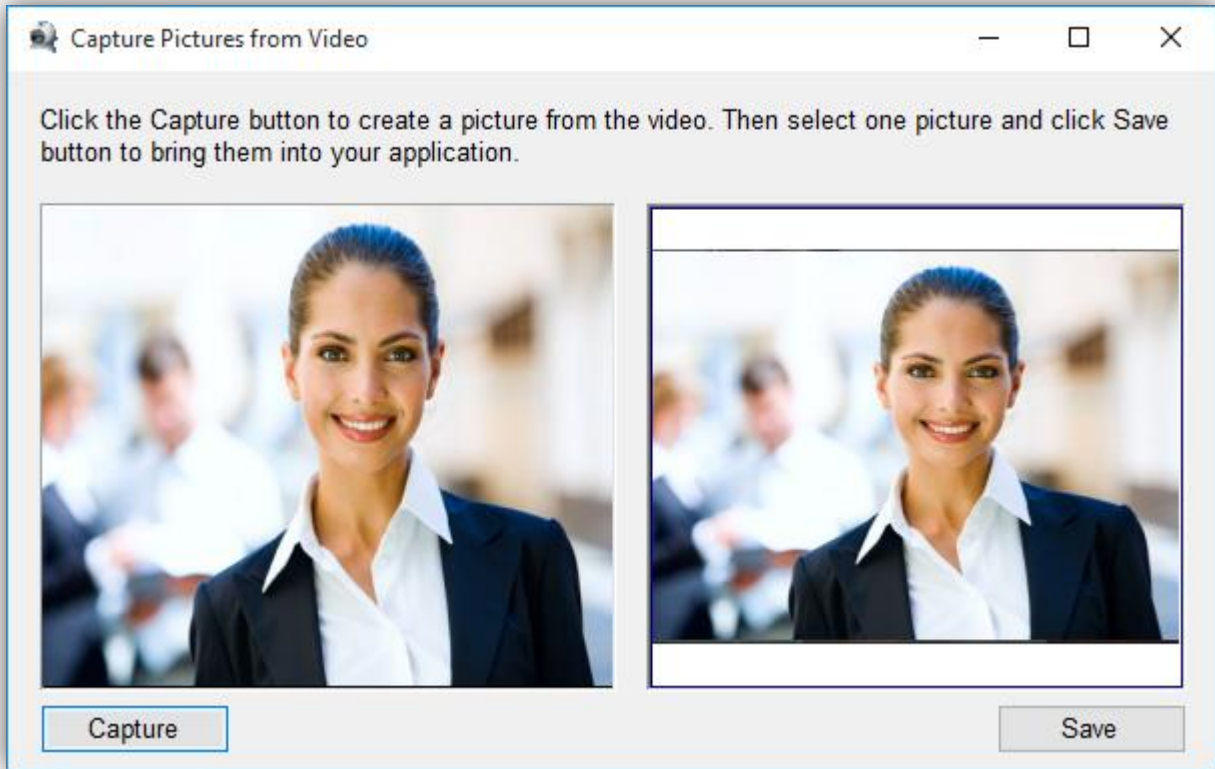 Capture Pictures from Video
Click the Capture button to create a picture from the video. Then select one picture and click Save
button to bring them into your application.
Capture
Save